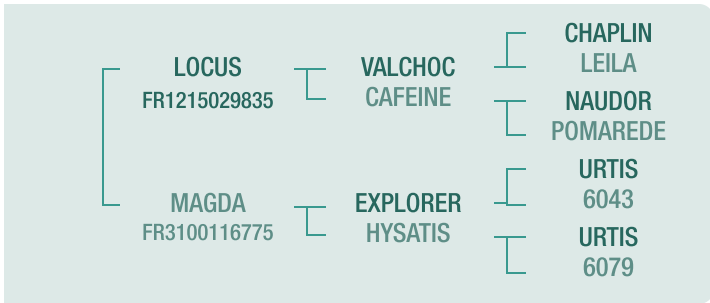 LOCUS
FR1215029835
VALCHOC
CAFEINE
CHAPLIN
LEILA
NAUDOR
POMAREDE
MAGDA
FR3100116775
EXPLORER
HYSATIS
URTIS
6043
URTIS
6079